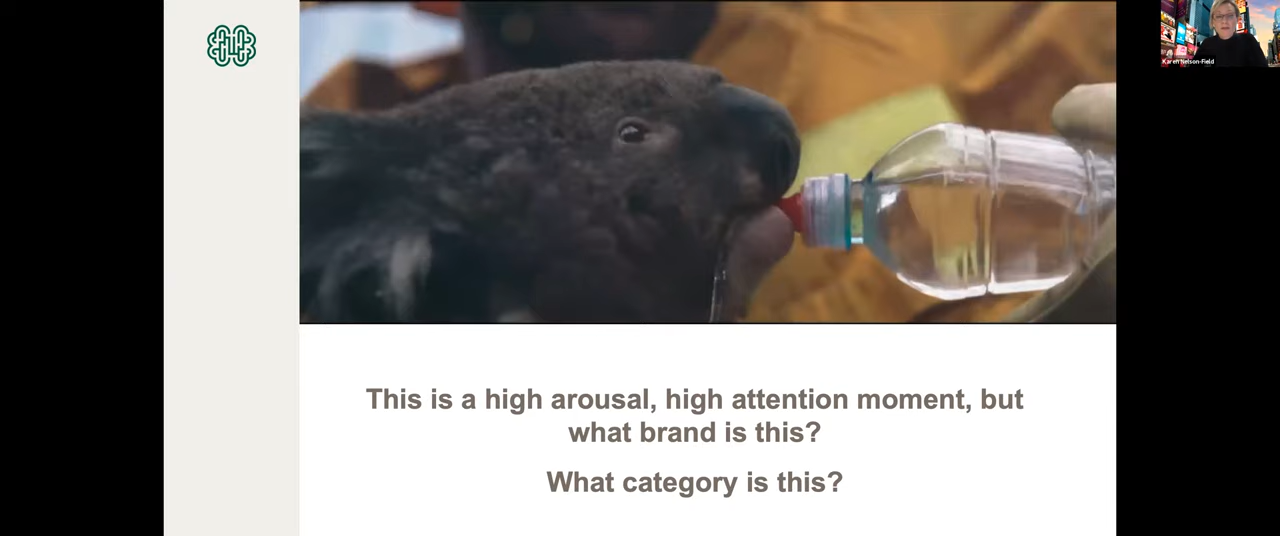 Karen Nelson-Field
This is a high arousal, high attention moment, but
what brand is this?
What category is this?